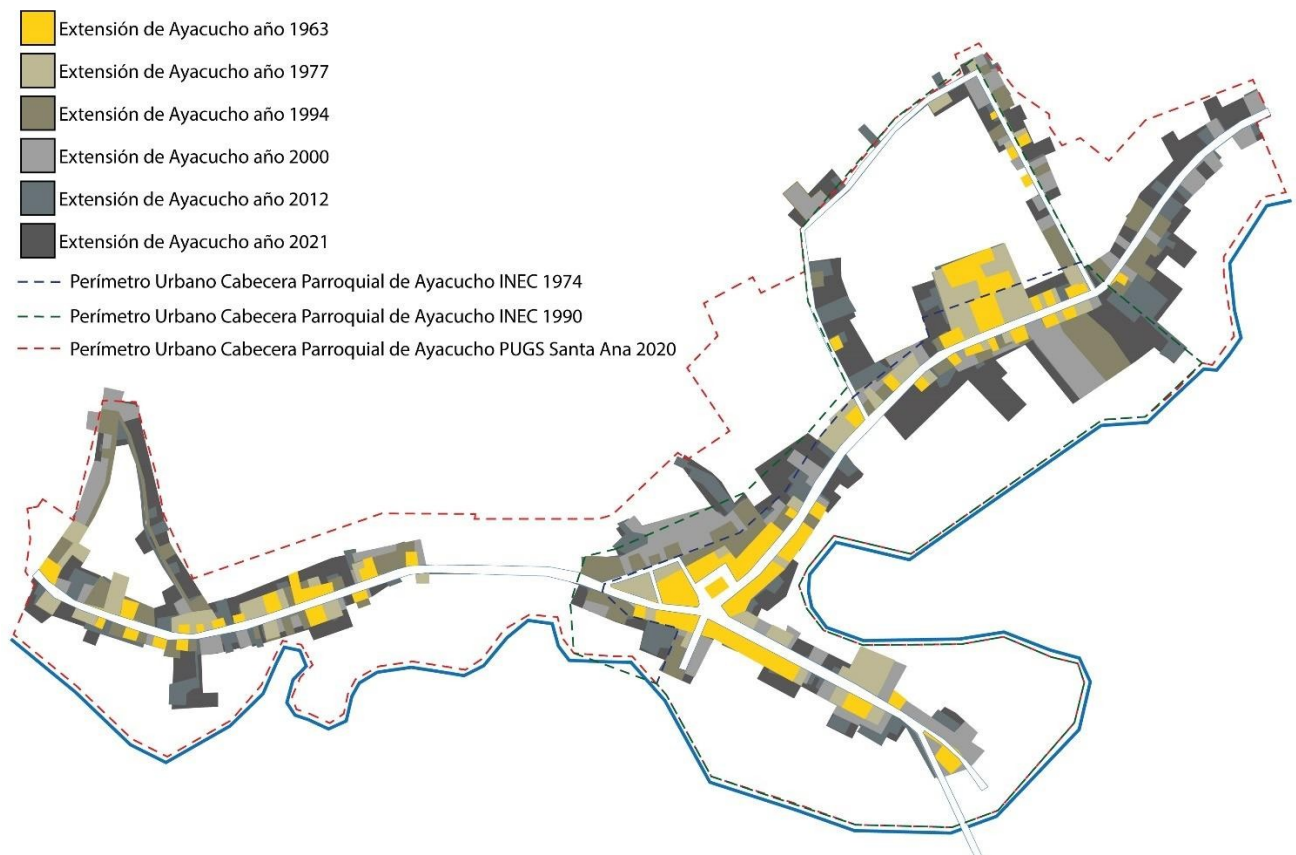 Extensión de Ayacucho año 1963
Extensión de Ayacucho año 1977
Extensión de Ayacucho año 1994
Extensión de Ayacucho año 2000
Extensión de Ayacucho año 2012
Extensión de Ayacucho año 2021
Perímetro Urbano Cabecera Parroquial de Ayacucho INEC 1974
Perímetro Urbano Cabecera Parroquial de Ayacucho INEC 1990
Perímetro Urbano Cabecera Parroquial de Ayacucho PUGS Santa Ana 2020